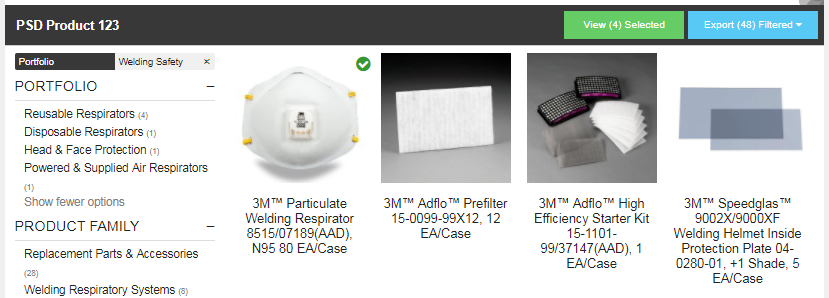 PSD Product 123
View (4) Selected
Export (48) Filtered
Portfolio
Welding Safety ×
PORTFOLIO −
Reusable Respirators (4)
Disposable Respirators (1)
Head & Face Protection (1)
Powered & Supplied Air Respirators
(1)
Show fewer options
PRODUCT FAMILY −
Replacement Parts & Accessories
(28)
Welding Respiratory Systems (8)
3M™ Particulate
Welding Respirator
8515/07189(AAD),
N95 80 EA/Case
3M™ Adflo™ Prefilter
15-0099-99X12, 12
EA/Case
3M™ Adflo™ High
Efficiency Starter Kit
15-1101-
99/37147(AAD), 1
EA/Case
3M™ Speedglas™
9002X/9000XF
Welding Helmet Inside
Protection Plate 04-
0280-01, +1 Shade, 5
EA/Case